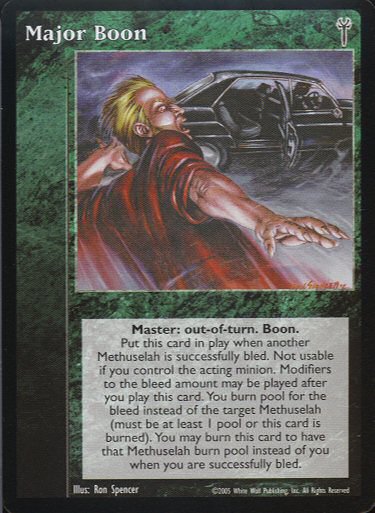 Major Boon
Master: out-of-turn. Boon.
Put this card in play when another
Methuselah is successfully bled. Not usable
if you control the acting minion. Modifiers
to the bleed amount may be played after
you play this card. You burn pool for
the bleed instead of the target Methuselah
(must be at least 1 pool or this card is
burned). You may burn this card to have
that Methuselah burn pool instead of you
when you are successfully bled.
Illus: Ron Spencer
©2005 White Wolf Publishing, Inc. All Rights Reserved